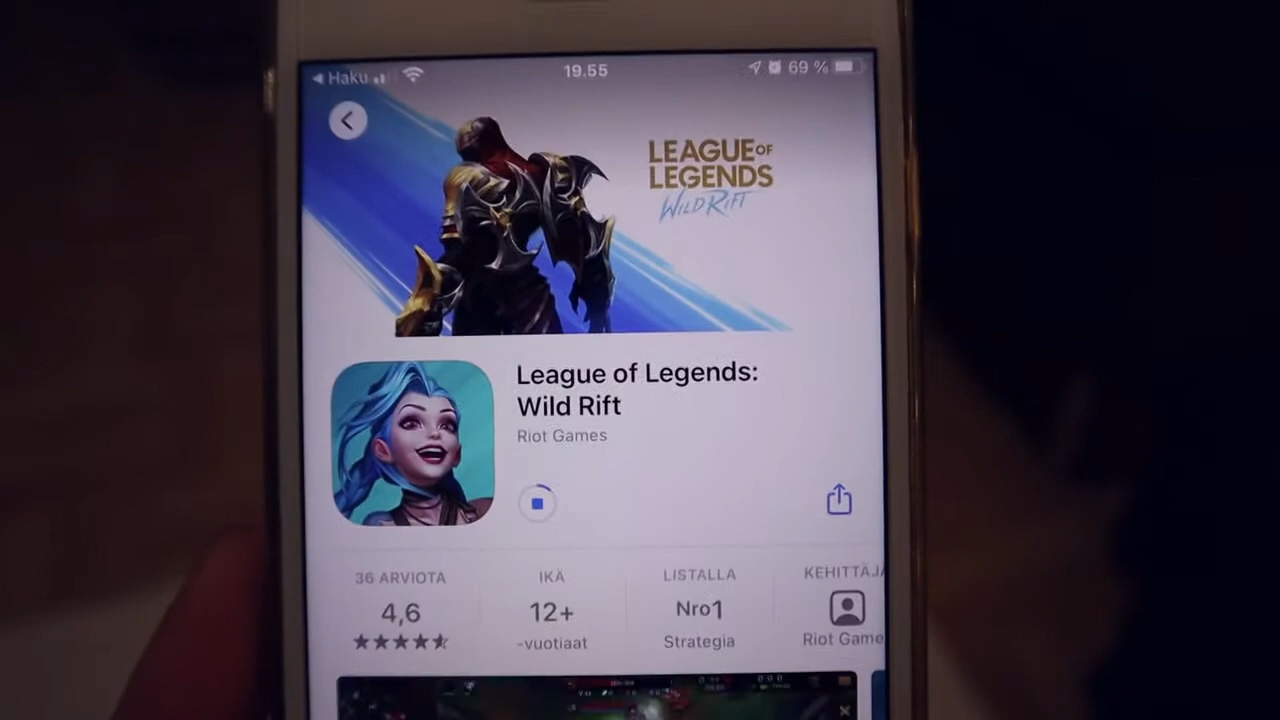 Haku
19.55
69 %
LEAGUE OF
LEGENDS
WILD RIFT
League of Legends:
Wild Rift
Riot Games
36 ARVIOTA
IKÄ
LISTALLA
KEHITTÄJÄ
4,6
12+
Nro1
-vuotiaat
Strategia
Riot Game